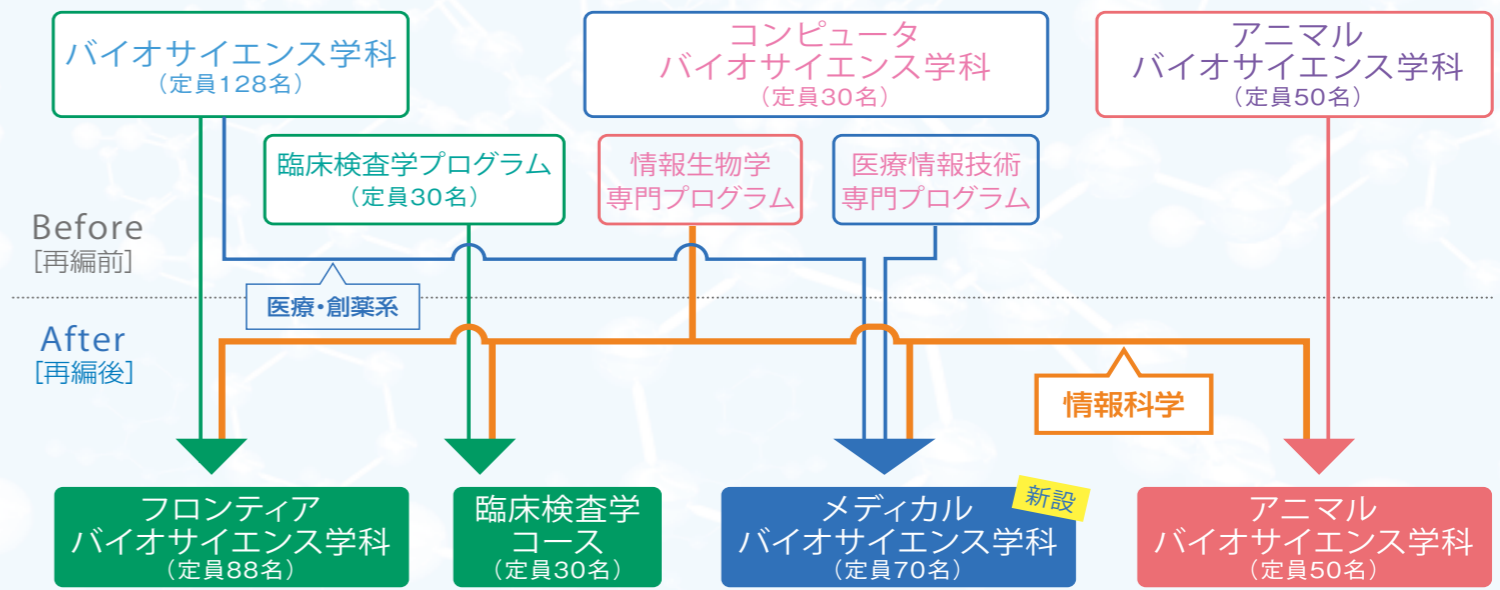 バイオサイエンス学科
（定員128名）
コンピュータ
バイオサイエンス学科
（定員30名）
アニマル
バイオサイエンス学科
（定員50名）
臨床検査学プログラム
（定員30名）
情報生物学
専門プログラム
医療情報技術
専門プログラム
Before
［再編前］
医療・創薬系
After
［再編後］
情報科学
フロンティア
バイオサイエンス学科
（定員88名）
臨床検査学
コース
（定員30名）
新設
メディカル
バイオサイエンス学科
（定員70名）
アニマル
バイオサイエンス学科
（定員50名）